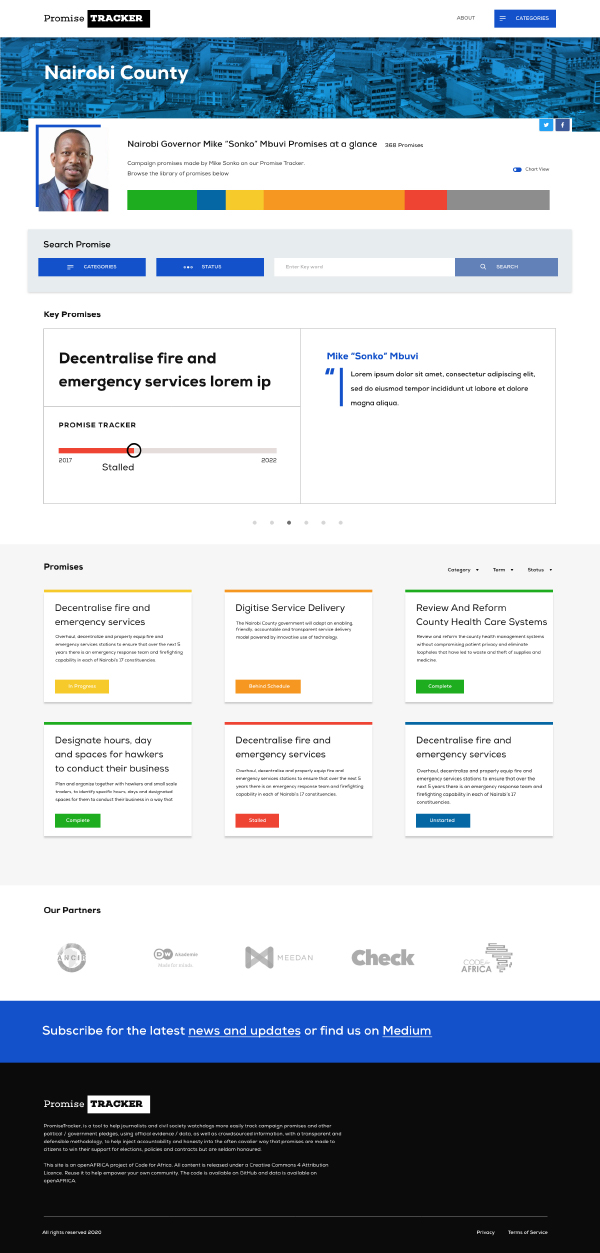 Promise TRACKER
ABOUT
CATEGORIES
Nairobi County
Nairobi Governor Mike “Sonko” Mbuvi Promises at a glance 368 Promises
Campaign promises made by Mike Sonko on our Promise Tracker.
Browse the library of promises below
Chart View
Search Promise
CATEGORIES
STATUS
Enter Key word
SEARCH
Key Promises
Decentralise fire and
emergency services lorem ip
PROMISE TRACKER
2017
2022
Stalled
Mike “Sonko” Mbuvi
Lorem ipsum dolor sit amet, consectetur adipiscing elit,
sed do eiusmod tempor incididunt ut labore et dolore
magna aliqua.
Promises
Category
Term
Status
Decentralise fire and
emergency services
Overhaul, decentralize and properly equip fire and
emergency services stations to ensure that over the next 5
years there is an emergency response team and firefighting
capability in each of Nairobi’s 17 constituencies.
In Progress
Digitise Service Delivery
The Nairobi County government will adopt an enabling,
friendly, accountable and transparent service delivery
model powered by innovative use of technology
Behind Schedule
Review And Reform
County Health Care Systems
Review and reform the county health management systems
without compromising patient privacy and eliminate
loopholes that have led to waste and theft of supplies and
medicine.
Complete
Designate hours, day
and spaces for hawkers
to conduct their business
Plan and organise together with hawkers and small scale
traders, to identify specific hours, days and designated
spaces for them to conduct their business in a way that
Complete
Decentralise fire and
emergency services
Overhaul, decentralize and properly equip fire and
emergency services stations to ensure that over the next 5
years there is an emergency response team and firefighting
capability in each of Nairobi’s 17 constituencies.
Stalled
Decentralise fire and
emergency services
Overhaul, decentralize and properly equip fire and
emergency services stations to ensure that over the
next 5 years there is an emergency response team and
firefighting capability in each of Nairobi’s 17
constituencies.
Unstarted
Our Partners
ANCIR
DW Akademie
Made for minds.
MEEDAN
Check
CODE for
AFRICA
Subscribe for the latest news and updates or find us on Medium
Promise TRACKER
PromiseTracker, is a tool to help journalists and civil society watchdogs more easily track campaign promises and other
political / government pledges, using official evidence / data, as well as crowdsourced information, with a transparent and
defensible methodology, to help inject accountability and honesty into the often cavalier way that promises are made to
citizens to win their support for elections, policies and contracts but are seldom honoured.
This site is an openAFRICA project of Code for Africa. All content is released under a Creative Commons 4 Attribution
Licence. Reuse it to help empower your own community. The code is available on GitHub and data is available on
openAFRICA.
All rights reserved 2020
Privacy
Terms of Service